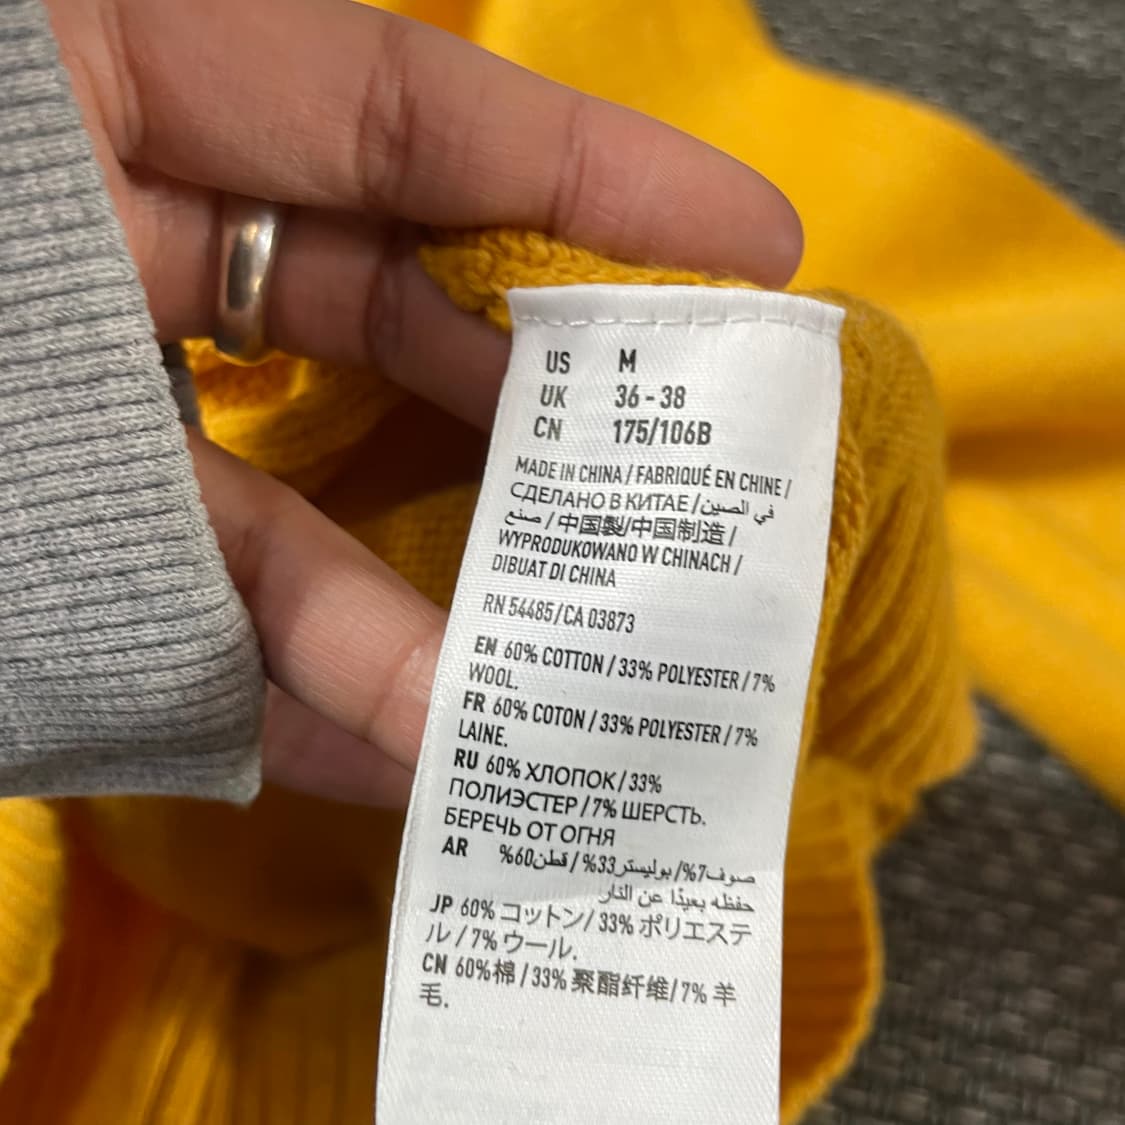 US M
UK 36 - 38
CN 175/106B
MADE IN CHINA / FABRIQUÉ EN CHINE /
СДЕЛАНО В КИТАЕ / في الصين
صنع / 中国製/中国制造 /
WYPRODUKOWANO W CHINACH /
DIBUAT DI CHINA
RN 54485/CA 03873
EN 60% COTTON / 33% POLYESTER / 7%
WOOL.
FR 60% COTON / 33% POLYESTER / 7%
LAINE.
RU 60% ХЛОПОК / 33%
ПОЛИЭСТЕР / 7% ШЕРСТЬ.
БЕРЕЧЬ ОТ ОГНЯ
AR %60قطن / %33بوليستر /%7صوف
حفظه بعيدًا عن النار
JP 60% コットン/ 33% ポリエステ
ル / 7% ウール.
CN 60%棉 / 33% 聚酯纤维/ 7% 羊
毛.